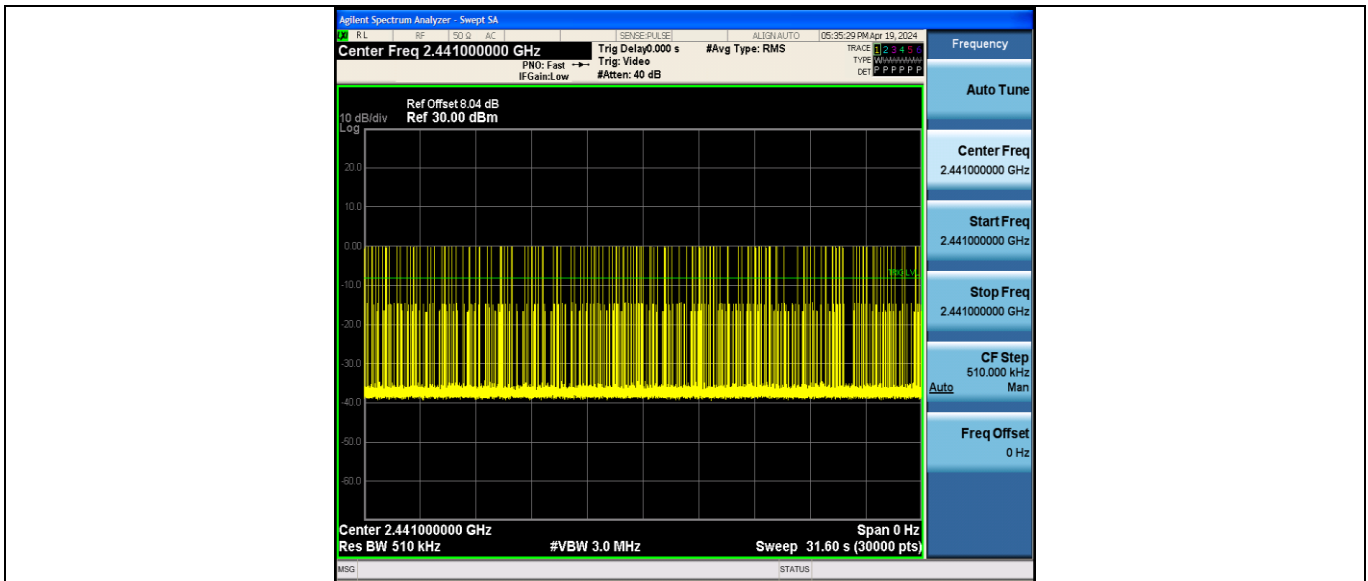 Agilent Spectrum Analyzer - Swept SA
LXI RL RF 50 Ω AC SENSE:PULSE ALIGN AUTO 05:35:29 PM Apr 19, 2024
Center Freq 2.441000000 GHz
Trig Delay0.000 s #Avg Type: RMS TRACE 1 2 3 4 5 6
PNO: Fast Trig: Video TYPE WWWWWW
IFGain:Low #Atten: 40 dB DET P P P P P P
Ref Offset 8.04 dB
10 dB/div Ref 30.00 dBm
Log
20.0
10.0
0.00
TRIG LVL
-10.0
-20.0
-30.0
-40.0
-50.0
-60.0
Center 2.441000000 GHz Span 0 Hz
Res BW 510 kHz #VBW 3.0 MHz Sweep 31.60 s (30000 pts)
MSG STATUS
Frequency
Auto Tune
Center Freq
2.441000000 GHz
Start Freq
2.441000000 GHz
Stop Freq
2.441000000 GHz
CF Step
510.000 kHz
Auto Man
Freq Offset
0 Hz